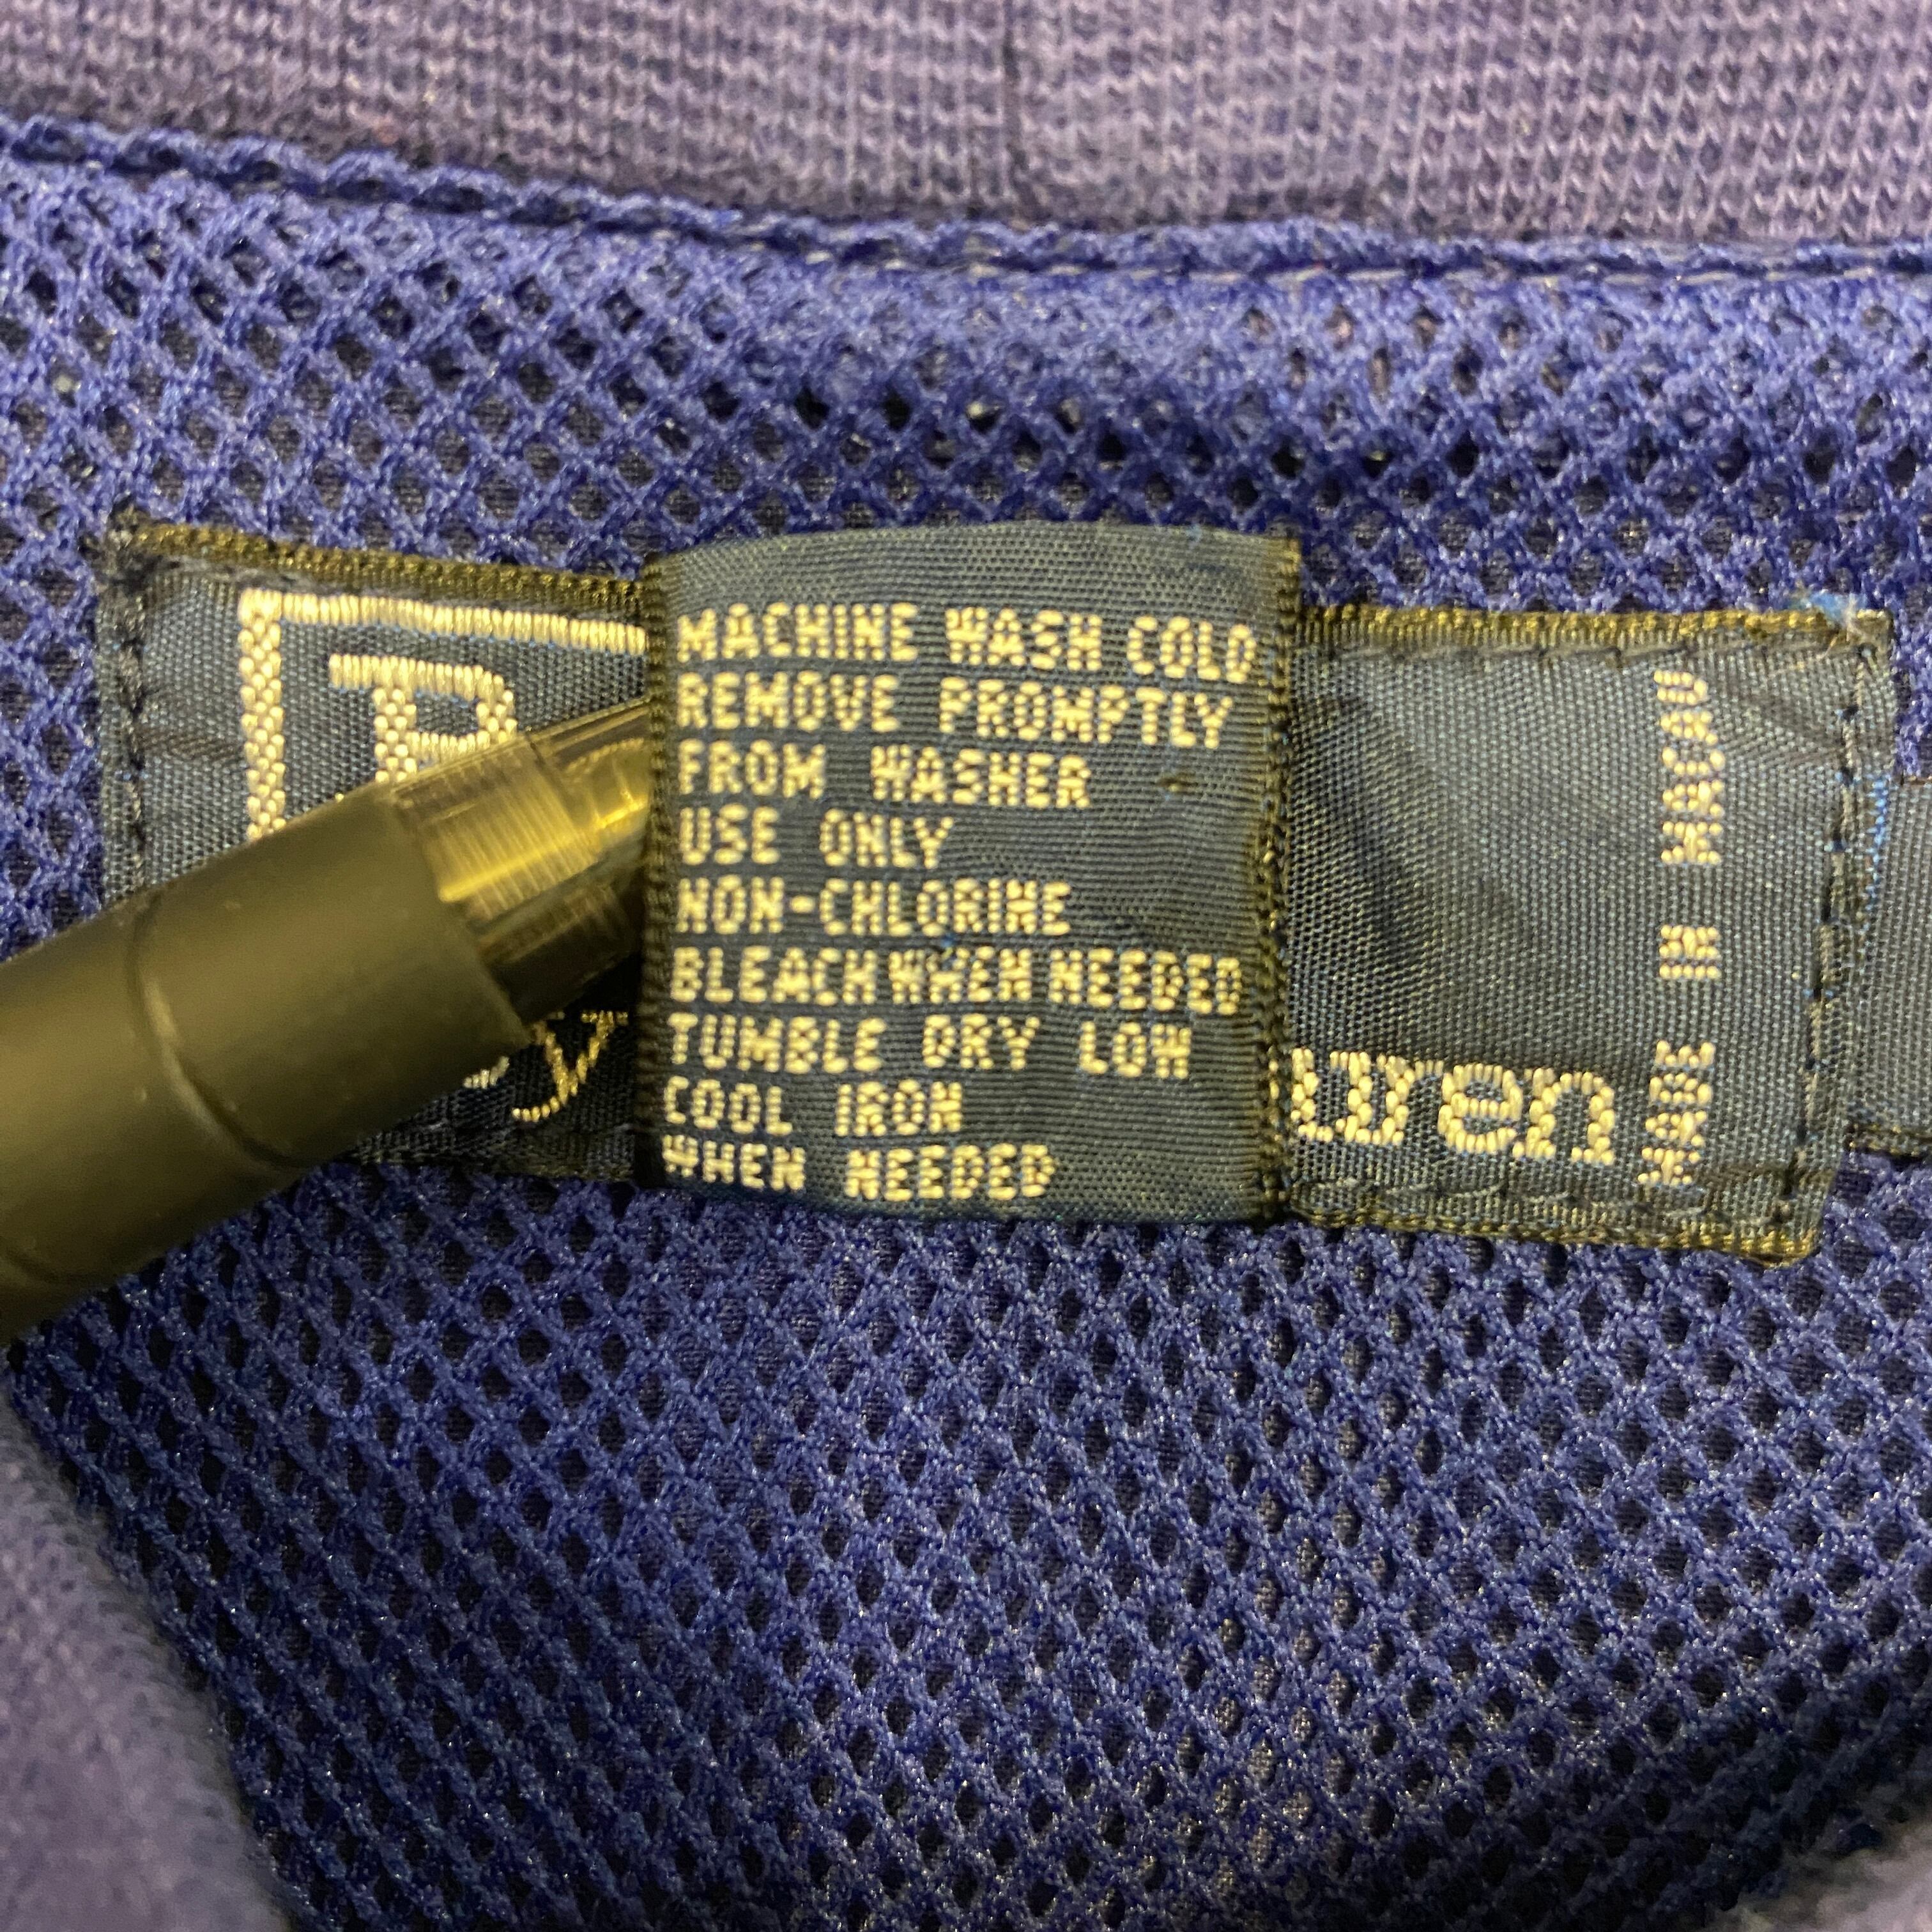 MACHINE WASH COLD
REMOVE PROMPTLY
FROM WASHER
USE ONLY
NON-CHLORINE
BLEACH WHEN NEEDED
TUMBLE DRY LOW
COOL IRON
WHEN NEEDED
P
by
uren
MADE IN MACAU